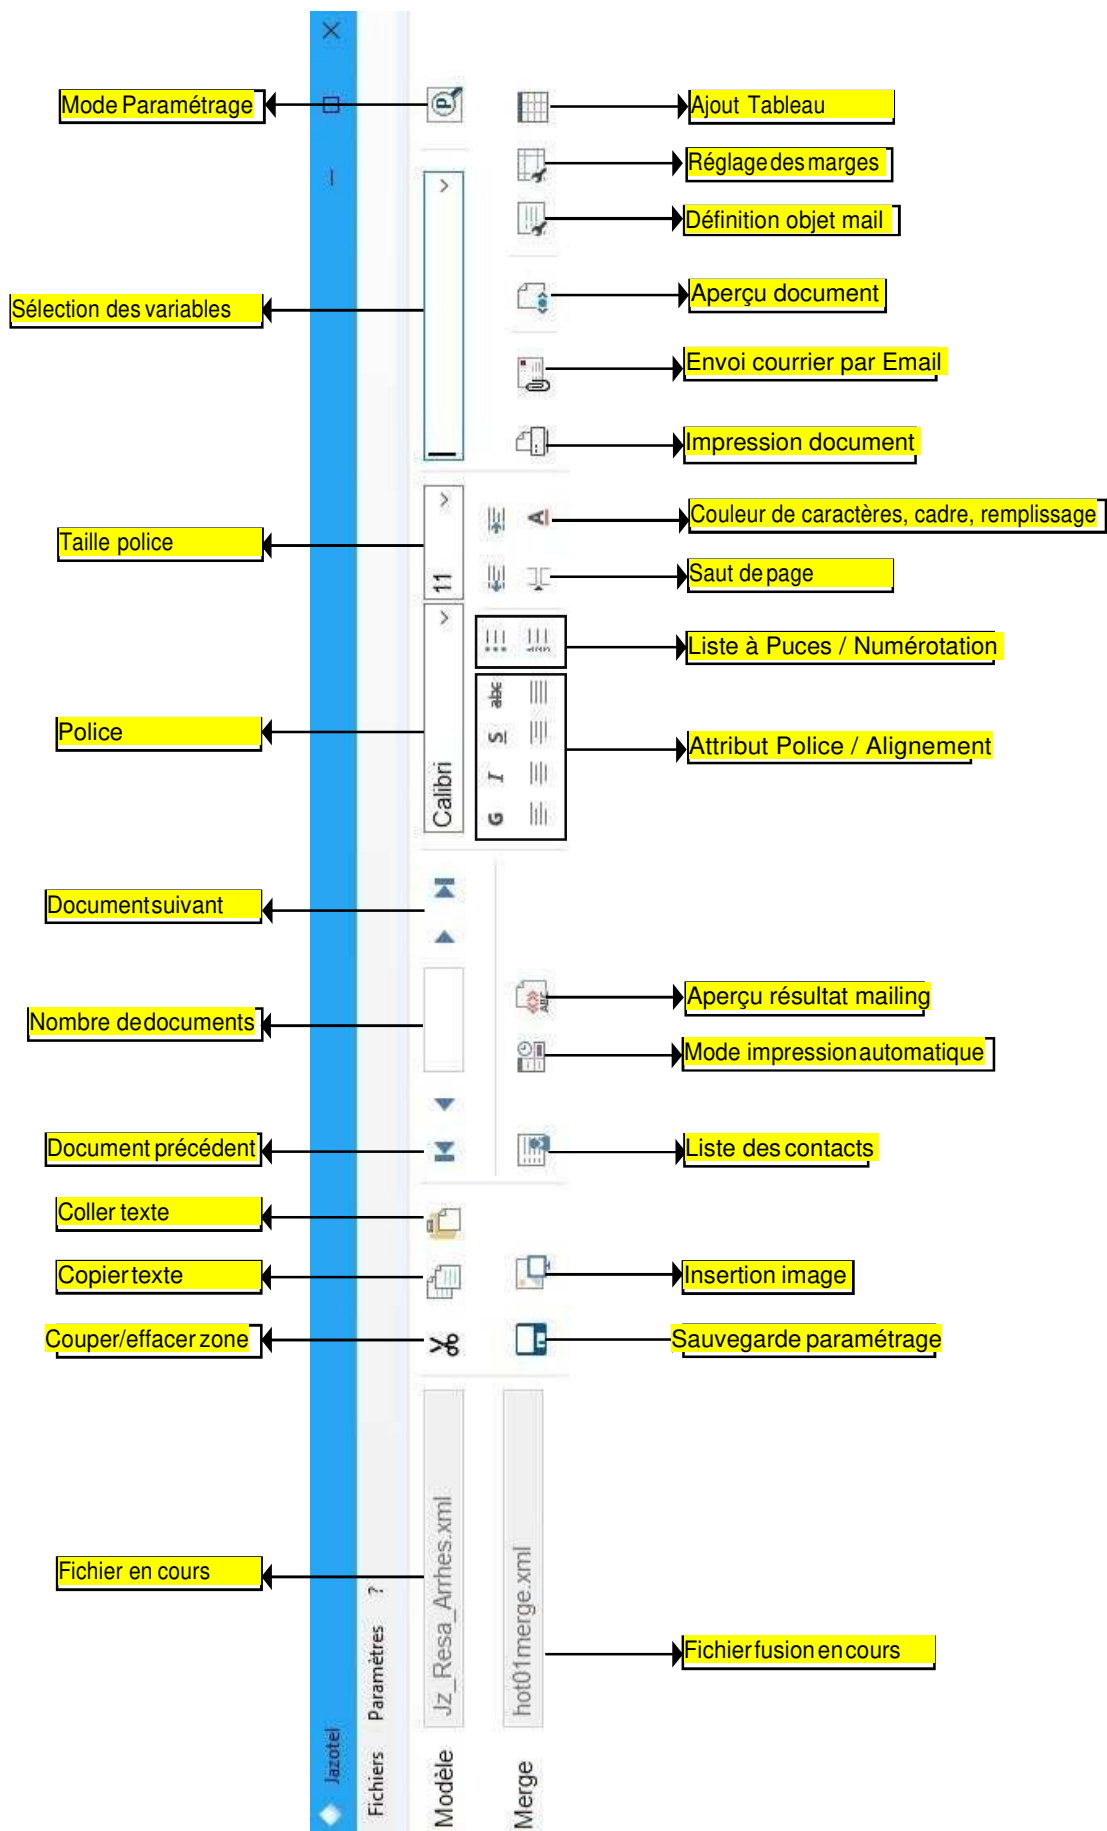 Mode Paramétrage
Sélection des variables
Taille police
Police
Document suivant
Nombre de documents
Document précédent
Coller texte
Copier texte
Couper/effacer zone
Fichier en cours
Jazotel
Fichiers Paramètres ?
Modèle Jz_Resa_Arrhes.xml Calibri 11
G I S abc
Merge hot01merge.xml
ABC
A
Ajout Tableau
Réglage des marges
Définition objet mail
Aperçu document
Envoi courrier par Email
Impression document
Couleur de caractères, cadre, remplissage
Saut de page
Liste à Puces / Numérotation
Attribut Police / Alignement
Aperçu résultat mailing
Mode impression automatique
Liste des contacts
Insertion image
Sauvegarde paramétrage
Fichier fusion en cours